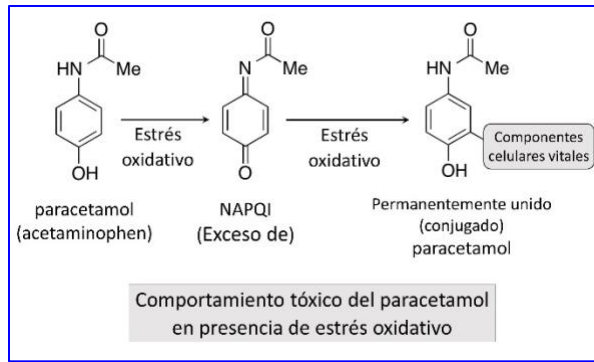 O
HN
Me
OH
Estrés
oxidativo
paracetamol
(acetaminophen)
O
N
Me
O
NAPQI
(Exceso de)
Estrés
oxidativo
O
HN
Me
OH
Componentes
celulares vitales
Permanentemente unido
(conjugado)
paracetamol
Comportamiento tóxico del paracetamol
en presencia de estrés oxidativo